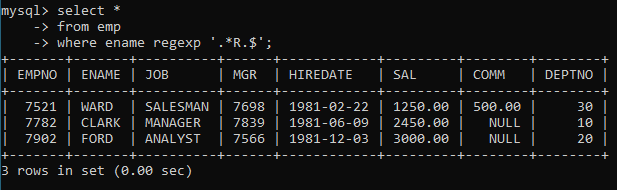 mysql> select *
    -> from emp
    -> where ename regexp '.*R.$';
+-------+-------+----------+------+------------+---------+--------+--------+
| EMPNO | ENAME | JOB      | MGR  | HIREDATE   | SAL     | COMM   | DEPTNO |
+-------+-------+----------+------+------------+---------+--------+--------+
|  7521 | WARD  | SALESMAN | 7698 | 1981-02-22 | 1250.00 | 500.00 |     30 |
|  7782 | CLARK | MANAGER  | 7839 | 1981-06-09 | 2450.00 |   NULL |     10 |
|  7902 | FORD  | ANALYST  | 7566 | 1981-12-03 | 3000.00 |   NULL |     20 |
+-------+-------+----------+------+------------+---------+--------+--------+
3 rows in set (0.00 sec)